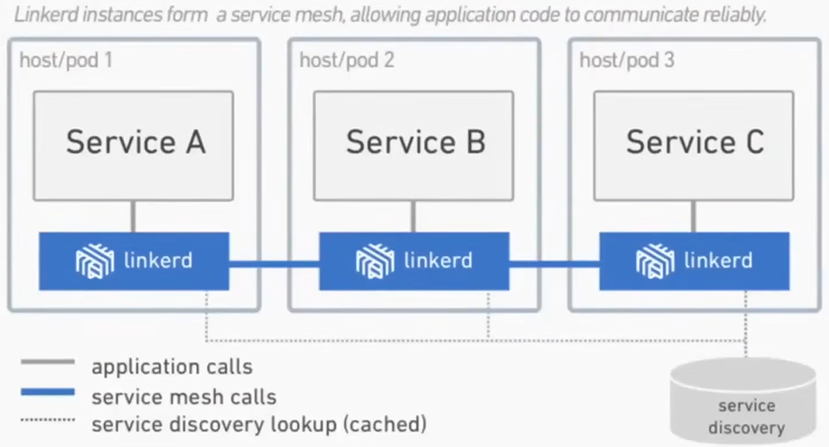 Linkerd instances form a service mesh, allowing application code to communicate reliably.
host/pod 1
host/pod 2
host/pod 3
Service A
Service B
Service C
linkerd
linkerd
linkerd
application calls
service mesh calls
service discovery lookup (cached)
service
discovery